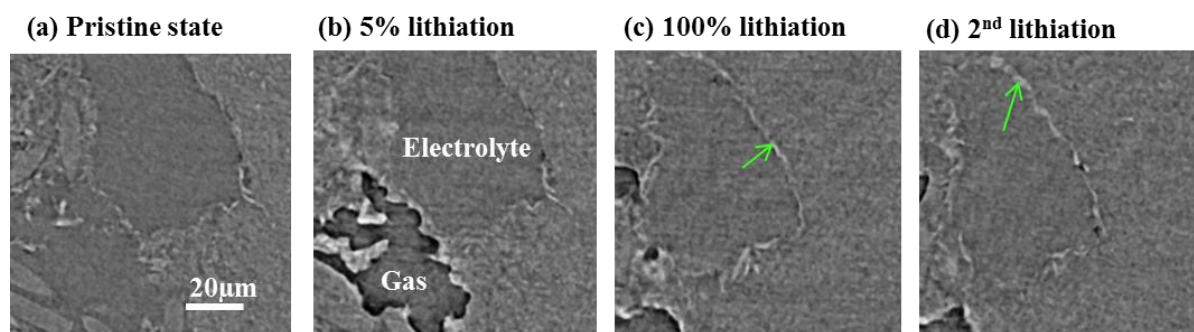 (a) Pristine state
(b) 5% lithiation
(c) 100% lithiation
(d) 2nd lithiation
Electrolyte
Gas
20μm